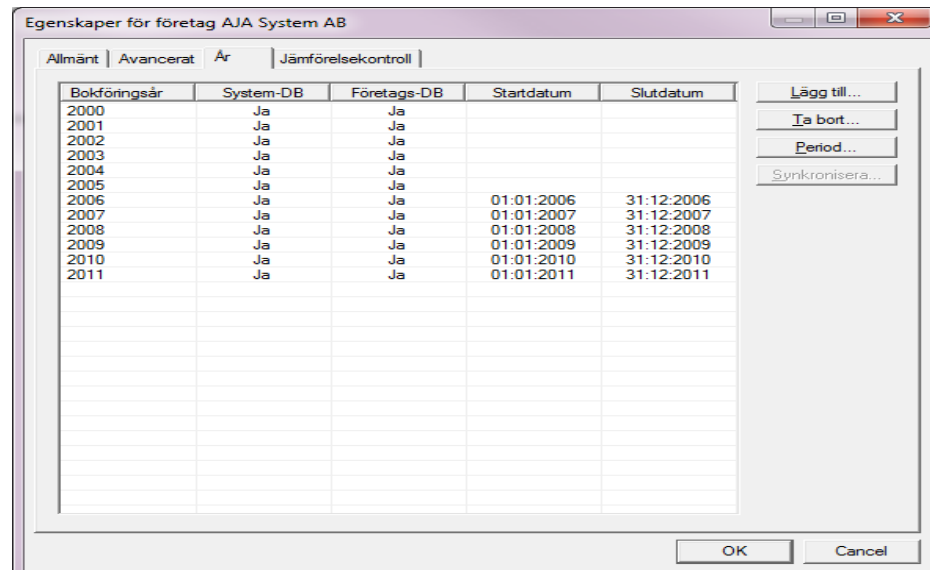 Egenskaper för företag AJA System AB
Allmänt Avancerat År Jämförelsekontroll
Bokföringsår System-DB Företags-DB Startdatum Slutdatum
Lägg till...
2000 Ja Ja
2001 Ja Ja
Ta bort...
2002 Ja Ja
2003 Ja Ja
Period...
2004 Ja Ja
2005 Ja Ja
Synkronisera...
2006 Ja Ja 01:01:2006 31:12:2006
2007 Ja Ja 01:01:2007 31:12:2007
2008 Ja Ja 01:01:2008 31:12:2008
2009 Ja Ja 01:01:2009 31:12:2009
2010 Ja Ja 01:01:2010 31:12:2010
2011 Ja Ja 01:01:2011 31:12:2011
OK Cancel